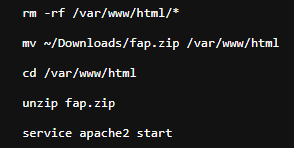 rm -rf /var/www/html/*
mv ~/Downloads/fap.zip /var/www/html
cd /var/www/html
unzip fap.zip
service apache2 start